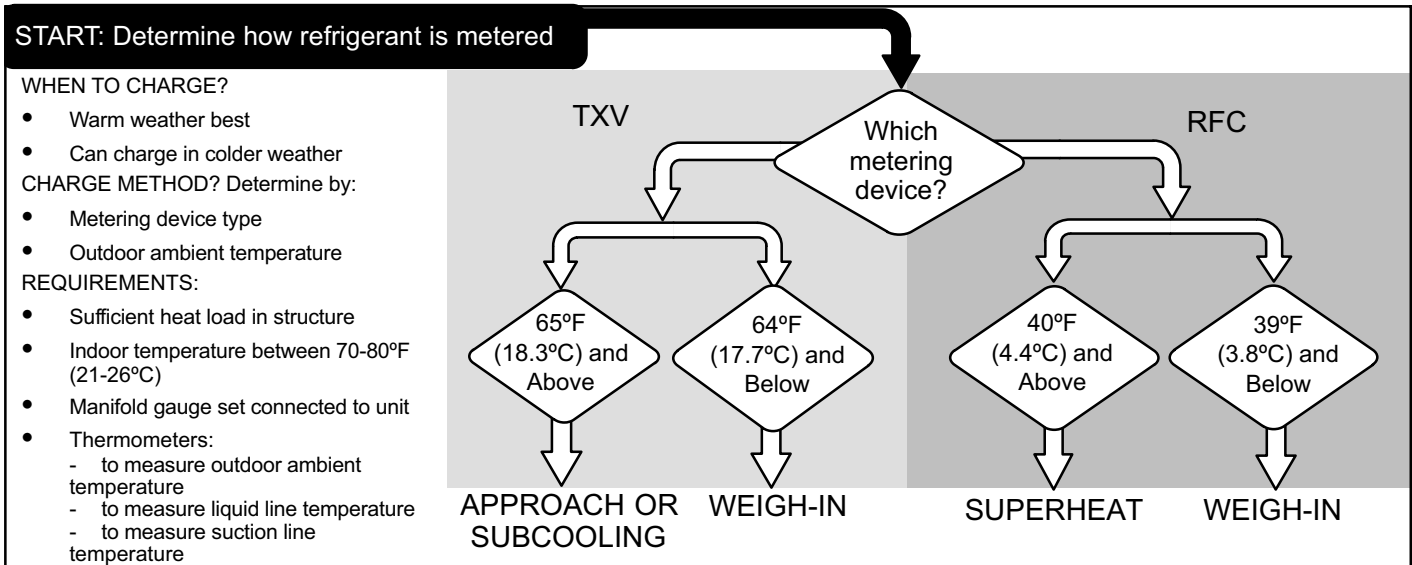 START: Determine how refrigerant is metered
WHEN TO CHARGE?
• Warm weather best
• Can charge in colder weather
CHARGE METHOD? Determine by:
• Metering device type
• Outdoor ambient temperature
REQUIREMENTS:
• Sufficient heat load in structure
• Indoor temperature between 70-80ºF
(21-26ºC)
• Manifold gauge set connected to unit
• Thermometers:
- to measure outdoor ambient
temperature
- to measure liquid line temperature
- to measure suction line
temperature
TXV
Which
metering
device?
RFC
65ºF
(18.3ºC) and
Above
64ºF
(17.7ºC) and
Below
40ºF
(4.4ºC) and
Above
39ºF
(3.8ºC) and
Below
APPROACH OR
SUBCOOLING
WEIGH-IN
SUPERHEAT
WEIGH-IN